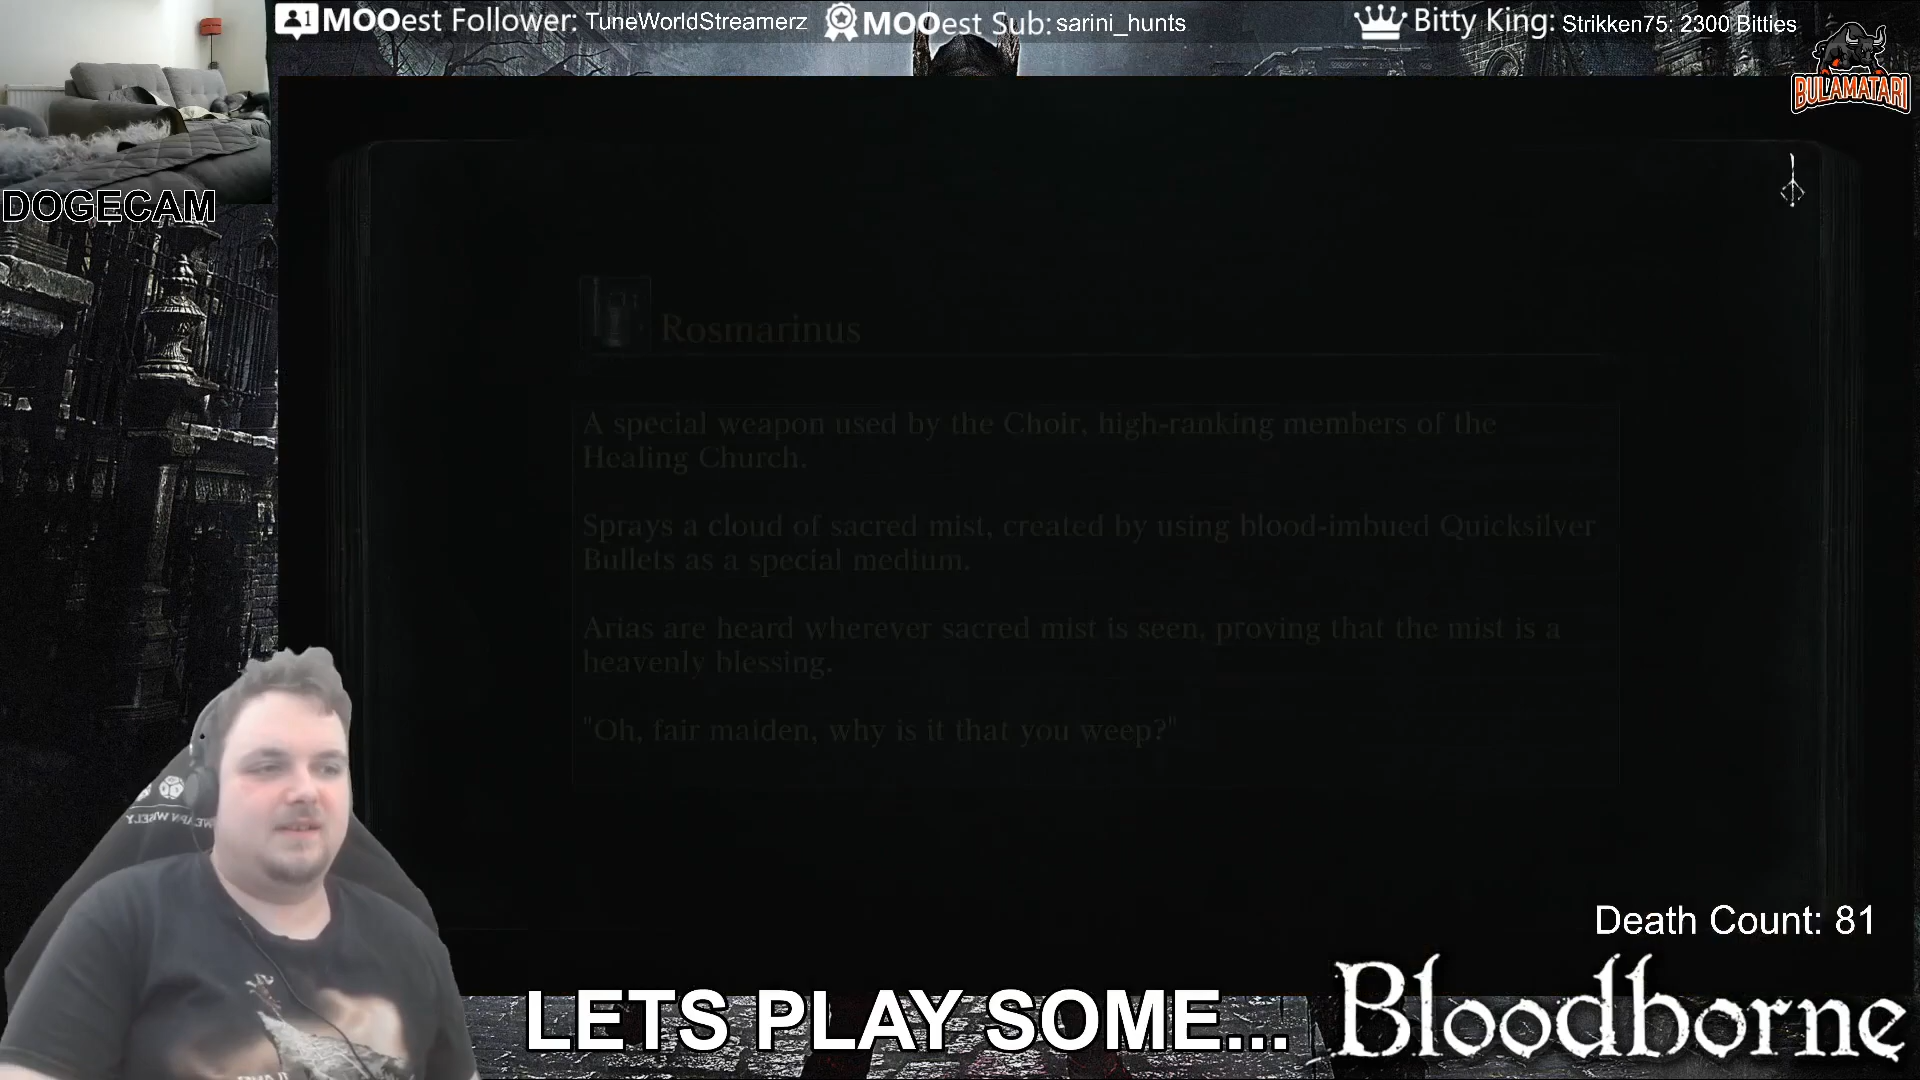 MOOest Follower: TuneWorldStreamerz
MOOest Sub: sarini_hunts
Bitty King: Strikken75: 2300 Bitties
BULAMATARI
DOGECAM
Rosmarinus
A special weapon used by the Choir, high-ranking members of the
Healing Church.
Sprays a cloud of sacred mist, created by using blood-imbued Quicksilver
Bullets as a special medium.
Arias are heard wherever sacred mist is seen, proving that the mist is a
heavenly blessing.
"Oh, fair maiden, why is it that you weep?"
Death Count: 81
LETS PLAY SOME...
Bloodborne